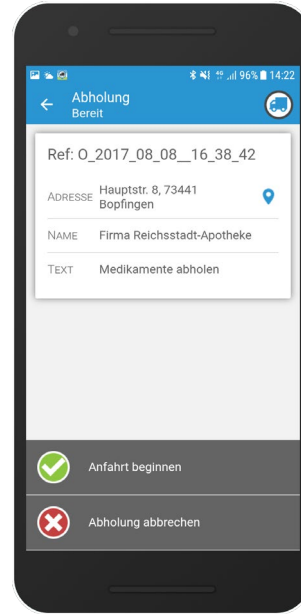 96% 14:22
Abholung
Bereit
Ref: O_2017_08_08__16_38_42
ADRESSE Hauptstr. 8, 73441
Bopfingen
NAME Firma Reichsstadt-Apotheke
TEXT Medikamente abholen
Anfahrt beginnen
Abholung abbrechen